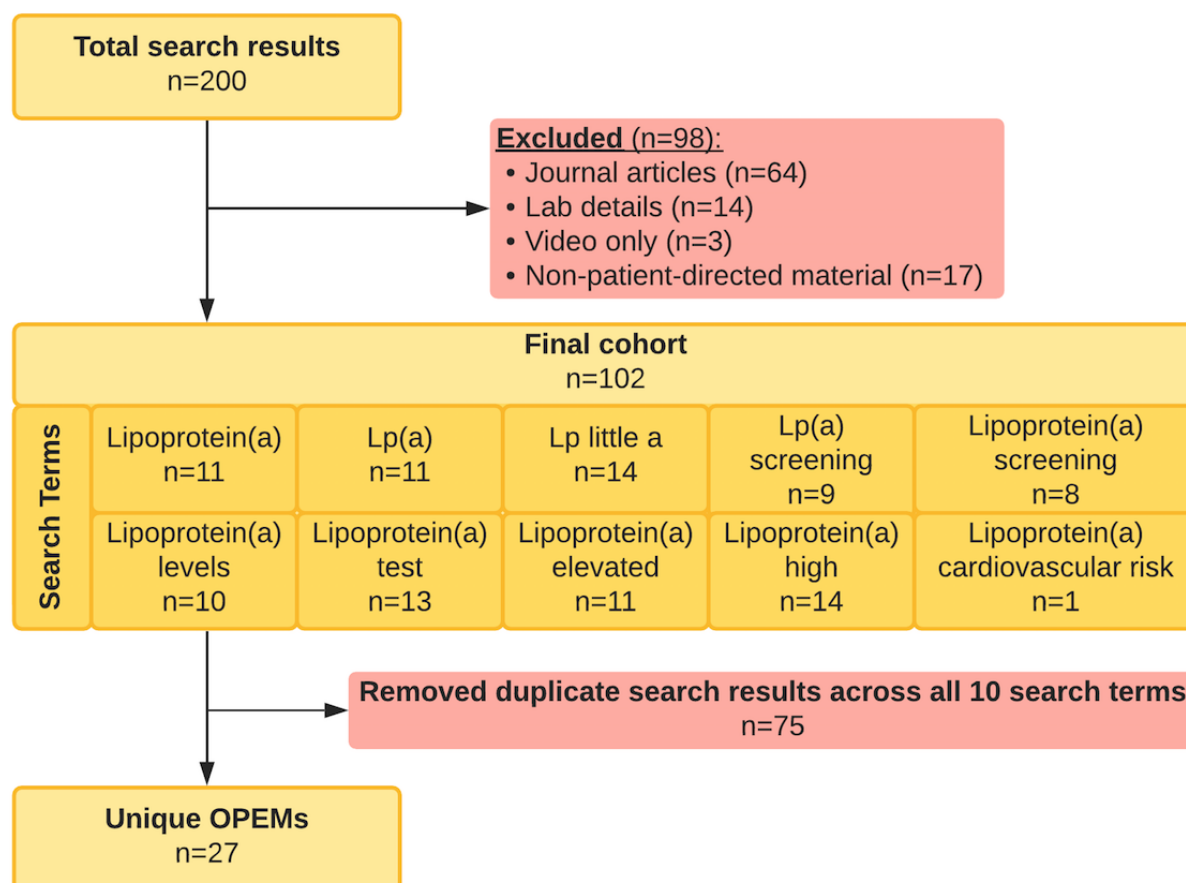 Total search results
n=200
Excluded (n=98):
• Journal articles (n=64)
• Lab details (n=14)
• Video only (n=3)
• Non-patient-directed material (n=17)
Final cohort
n=102
Search Terms
Lipoprotein(a)
n=11
Lp(a)
n=11
Lp little a
n=14
Lp(a)
screening
n=9
Lipoprotein(a)
screening
n=8
Lipoprotein(a)
levels
n=10
Lipoprotein(a)
test
n=13
Lipoprotein(a)
elevated
n=11
Lipoprotein(a)
high
n=14
Lipoprotein(a)
cardiovascular risk
n=1
Removed duplicate search results across all 10 search terms
n=75
Unique OPEMs
n=27